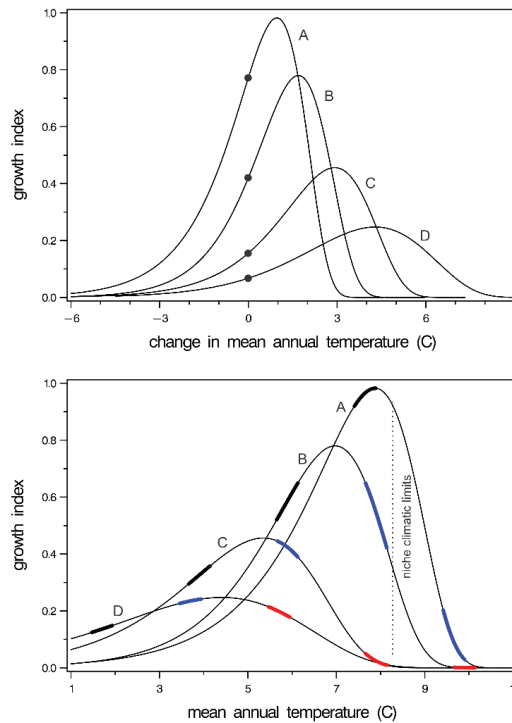 1.0
0.8
0.6
0.4
0.2
0.0
growth index
A
B
C
D
−6 −3 0 3 6
change in mean annual temperature (C)
1.0
0.8
0.6
0.4
0.2
0.0
growth index
A
B
C
D
niche climatic limits
1 3 5 7 9
mean annual temperature (C)